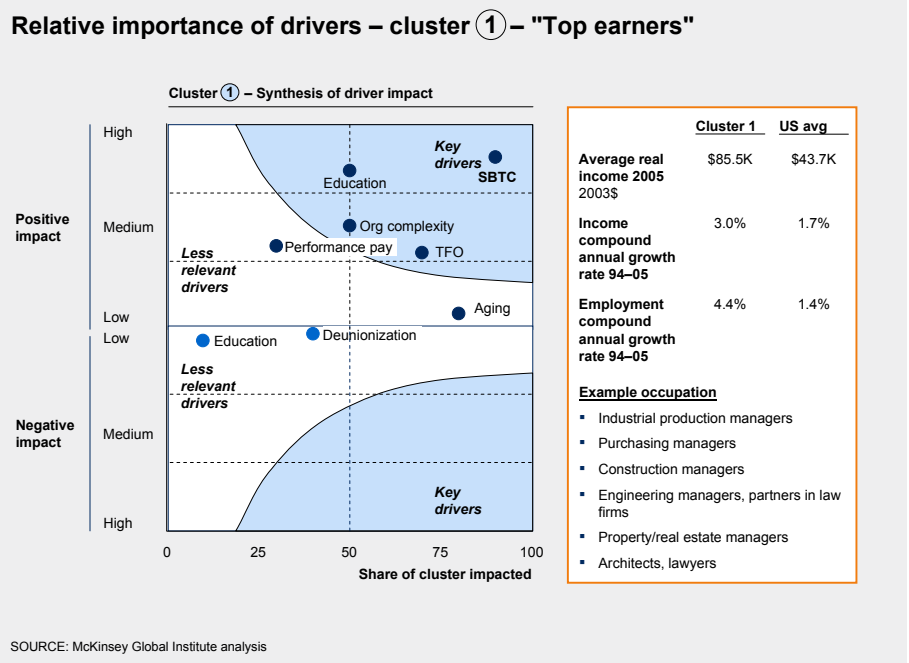 Relative importance of drivers – cluster 1 – "Top earners"
Cluster 1 – Synthesis of driver impact
High
Positive
impact
Medium
Low
Low
Negative
impact
Medium
High
Key
drivers
SBTC
Education
Org complexity
Performance pay
TFO
Less
relevant
drivers
Aging
Education
Deunionization
Less
relevant
drivers
Key
drivers
0 25 50 75 100
Share of cluster impacted
Cluster 1 US avg
Average real $85.5K $43.7K
income 2005
2003$
Income 3.0% 1.7%
compound
annual growth
rate 94–05
Employment 4.4% 1.4%
compound
annual growth
rate 94–05
Example occupation
▪ Industrial production managers
▪ Purchasing managers
▪ Construction managers
▪ Engineering managers, partners in law
firms
▪ Property/real estate managers
▪ Architects, lawyers
SOURCE: McKinsey Global Institute analysis